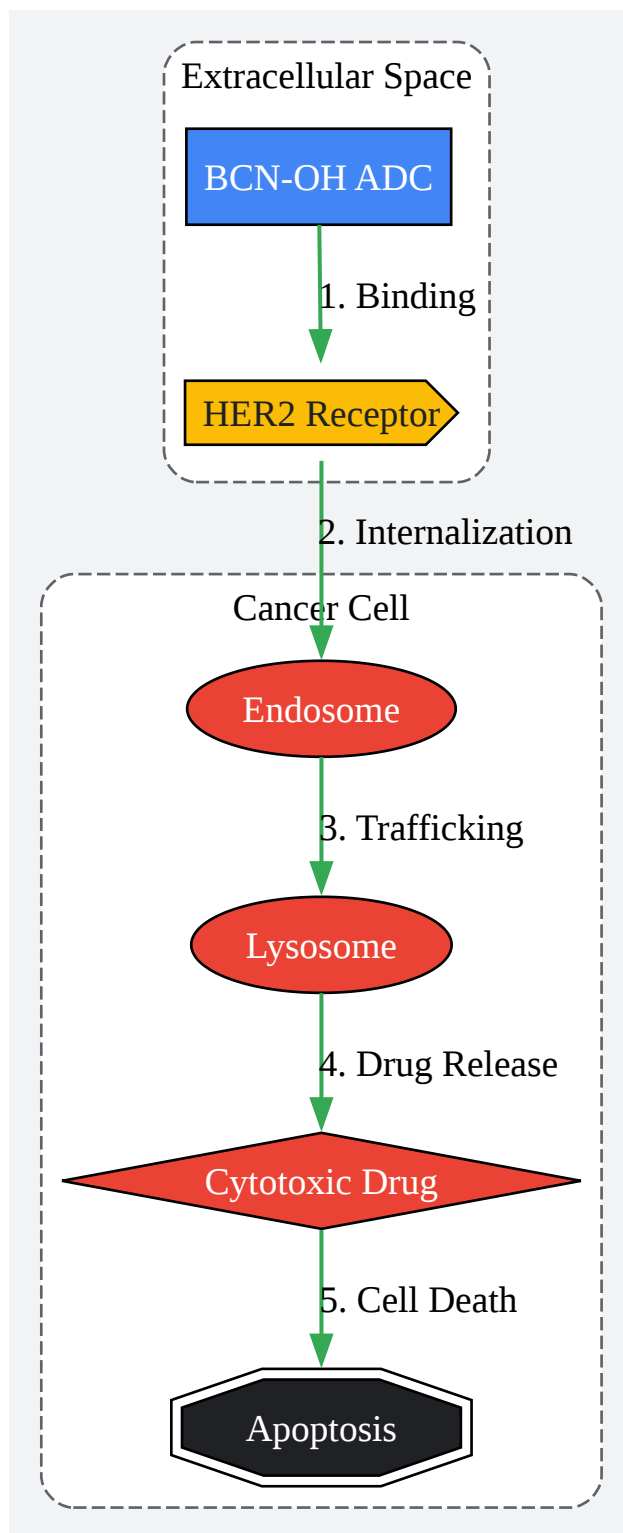 Extracellular Space
BCN-OH ADC
1. Binding
HER2 Receptor
2. Internalization
Cancer Cell
Endosome
3. Trafficking
Lysosome
4. Drug Release
Cytotoxic Drug
5. Cell Death
Apoptosis